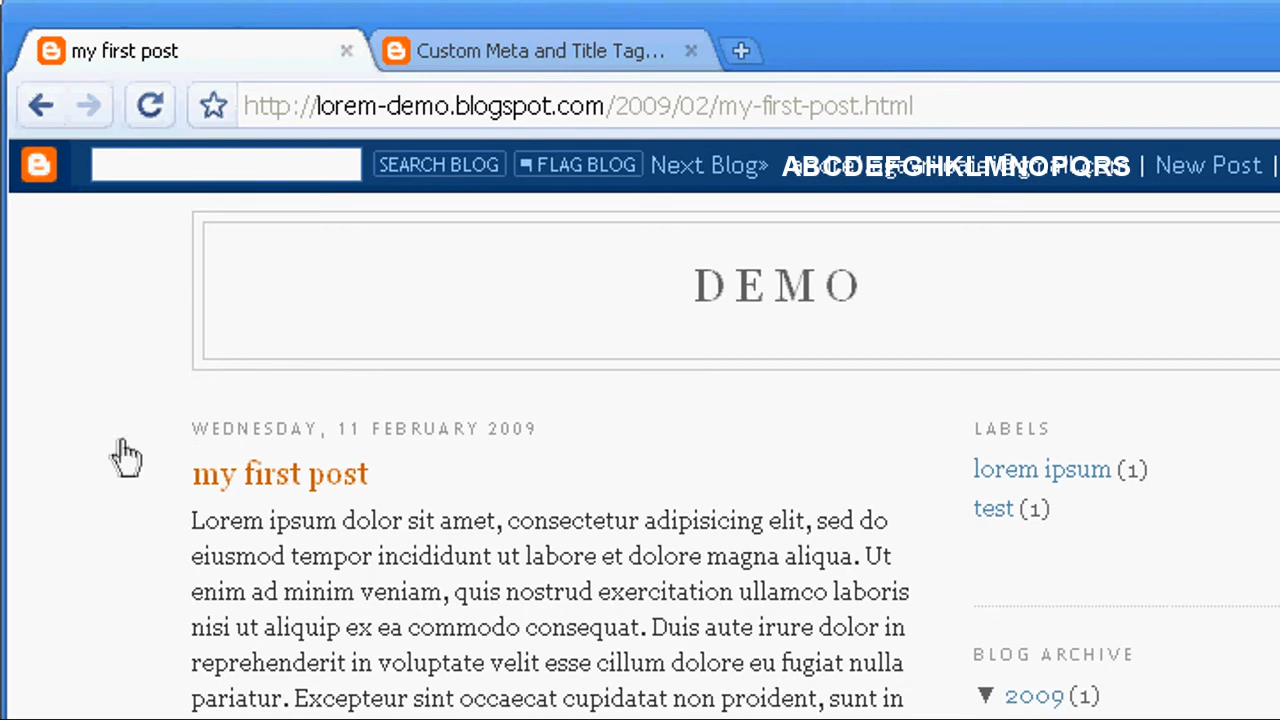 my first post
Custom Meta and Title Tag...
http://lorem-demo.blogspot.com/2009/02/my-first-post.html
SEARCH BLOG FLAG BLOG Next Blog» ABCDEFGHKLMNOPQRS | New Post |
DEMO
WEDNESDAY, 11 FEBRUARY 2009
my first post
Lorem ipsum dolor sit amet, consectetur adipisicing elit, sed do
eiusmod tempor incididunt ut labore et dolore magna aliqua. Ut
enim ad minim veniam, quis nostrud exercitation ullamco laboris
nisi ut aliquip ex ea commodo consequat. Duis aute irure dolor in
reprehenderit in voluptate velit esse cillum dolore eu fugiat nulla
pariatur. Excepteur sint occaecat cupidatat non proident, sunt in
LABELS
lorem ipsum (1)
test (1)
BLOG ARCHIVE
▼ 2009 (1)